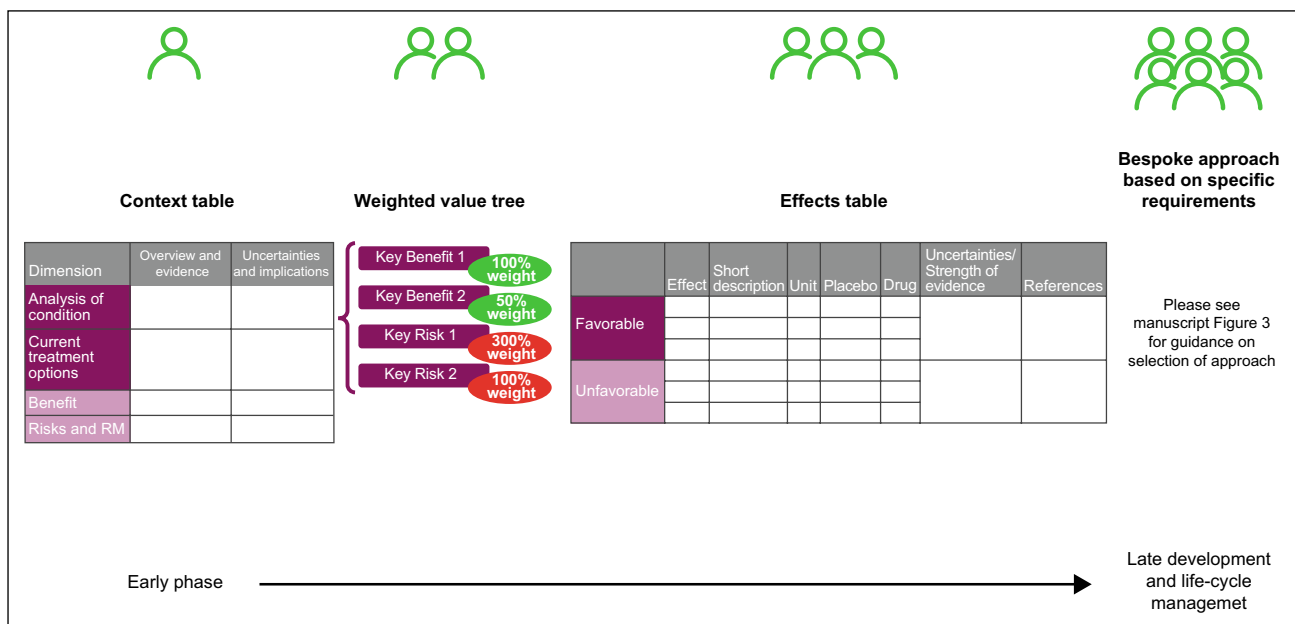 Bespoke approach
based on specific
requirements
Context table
Weighted value tree
Effects table
Dimension
Overview and
evidence
Uncertainties
and implications
Analysis of
condition
Current
treatment
options
Benefit
Risks and RM
Key Benefit 1
100%
weight
Key Benefit 2
50%
weight
Key Risk 1
300%
weight
Key Risk 2
100%
weight
Effect
Short
description
Unit
Placebo
Drug
Uncertainties/
Strength of
evidence
References
Favorable
Unfavorable
Please see
manuscript Figure 3
for guidance on
selection of approach
Early phase
Late development
and life-cycle
managemet